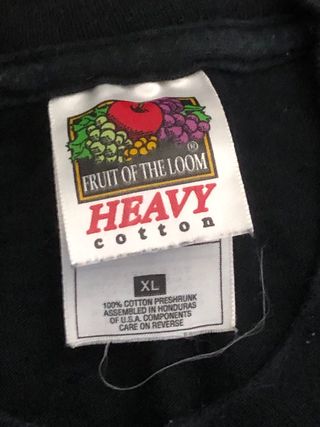 FRUIT OF THE LOOM
®
HEAVY
cotton
XL
100% COTTON PRESHRUNK
ASSEMBLED IN HONDURAS
OF U.S.A. COMPONENTS
CARE ON REVERSE